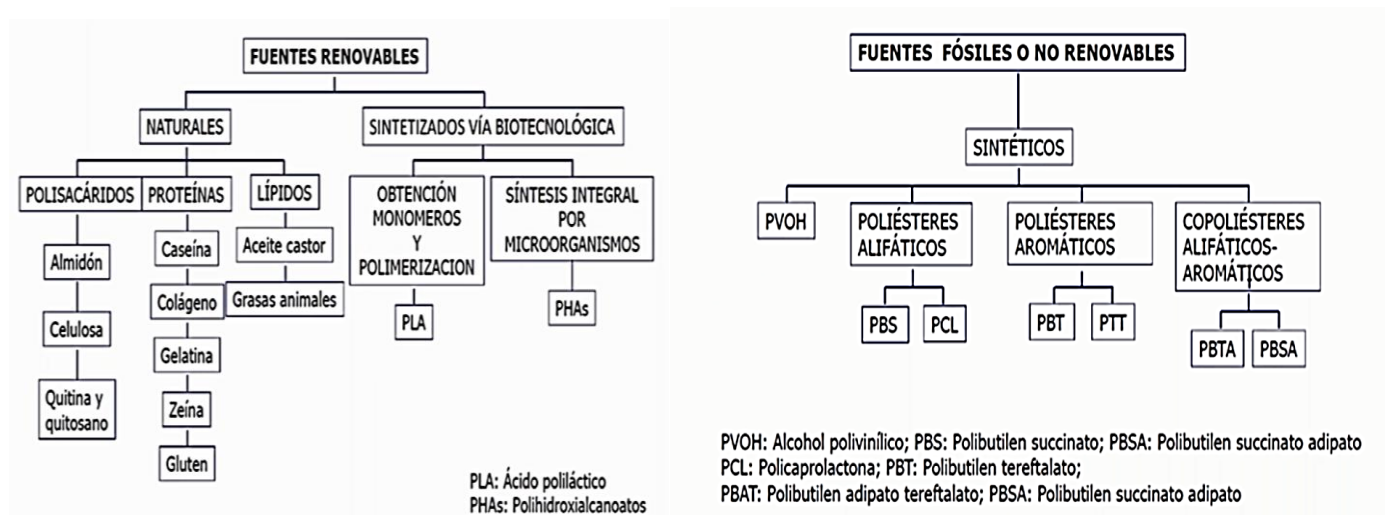 FUENTES RENOVABLES
NATURALES
SINTETIZADOS VÍA BIOTECNOLÓGICA
POLISACÁRIDOS
PROTEÍNAS
LÍPIDOS
OBTENCIÓN
MONOMEROS
Y
POLIMERIZACION
SÍNTESIS INTEGRAL
POR
MICROORGANISMOS
Almidón
Celulosa
Quitina y
quitosano
Caseína
Colágeno
Gelatina
Zeína
Gluten
Aceite castor
Grasas animales
PLA
PHAs
PLA: Ácido poliláctico
PHAs: Polihidroxialcanoatos
FUENTES FÓSILES O NO RENOVABLES
SINTÉTICOS
PVOH
POLIÉSTERES
ALIFÁTICOS
POLIÉSTERES
AROMÁTICOS
COPOLIÉSTERES
ALIFÁTICOS-
AROMÁTICOS
PBS
PCL
PBT
PTT
PBTA
PBSA
PVOH: Alcohol polivinílico; PBS: Polibutilen succinato; PBSA: Polibutilen succinato adipato
PCL: Policaprolactona; PBT: Polibutilen tereftalato;
PBAT: Polibutilen adipato tereftalato; PBSA: Polibutilen succinato adipato